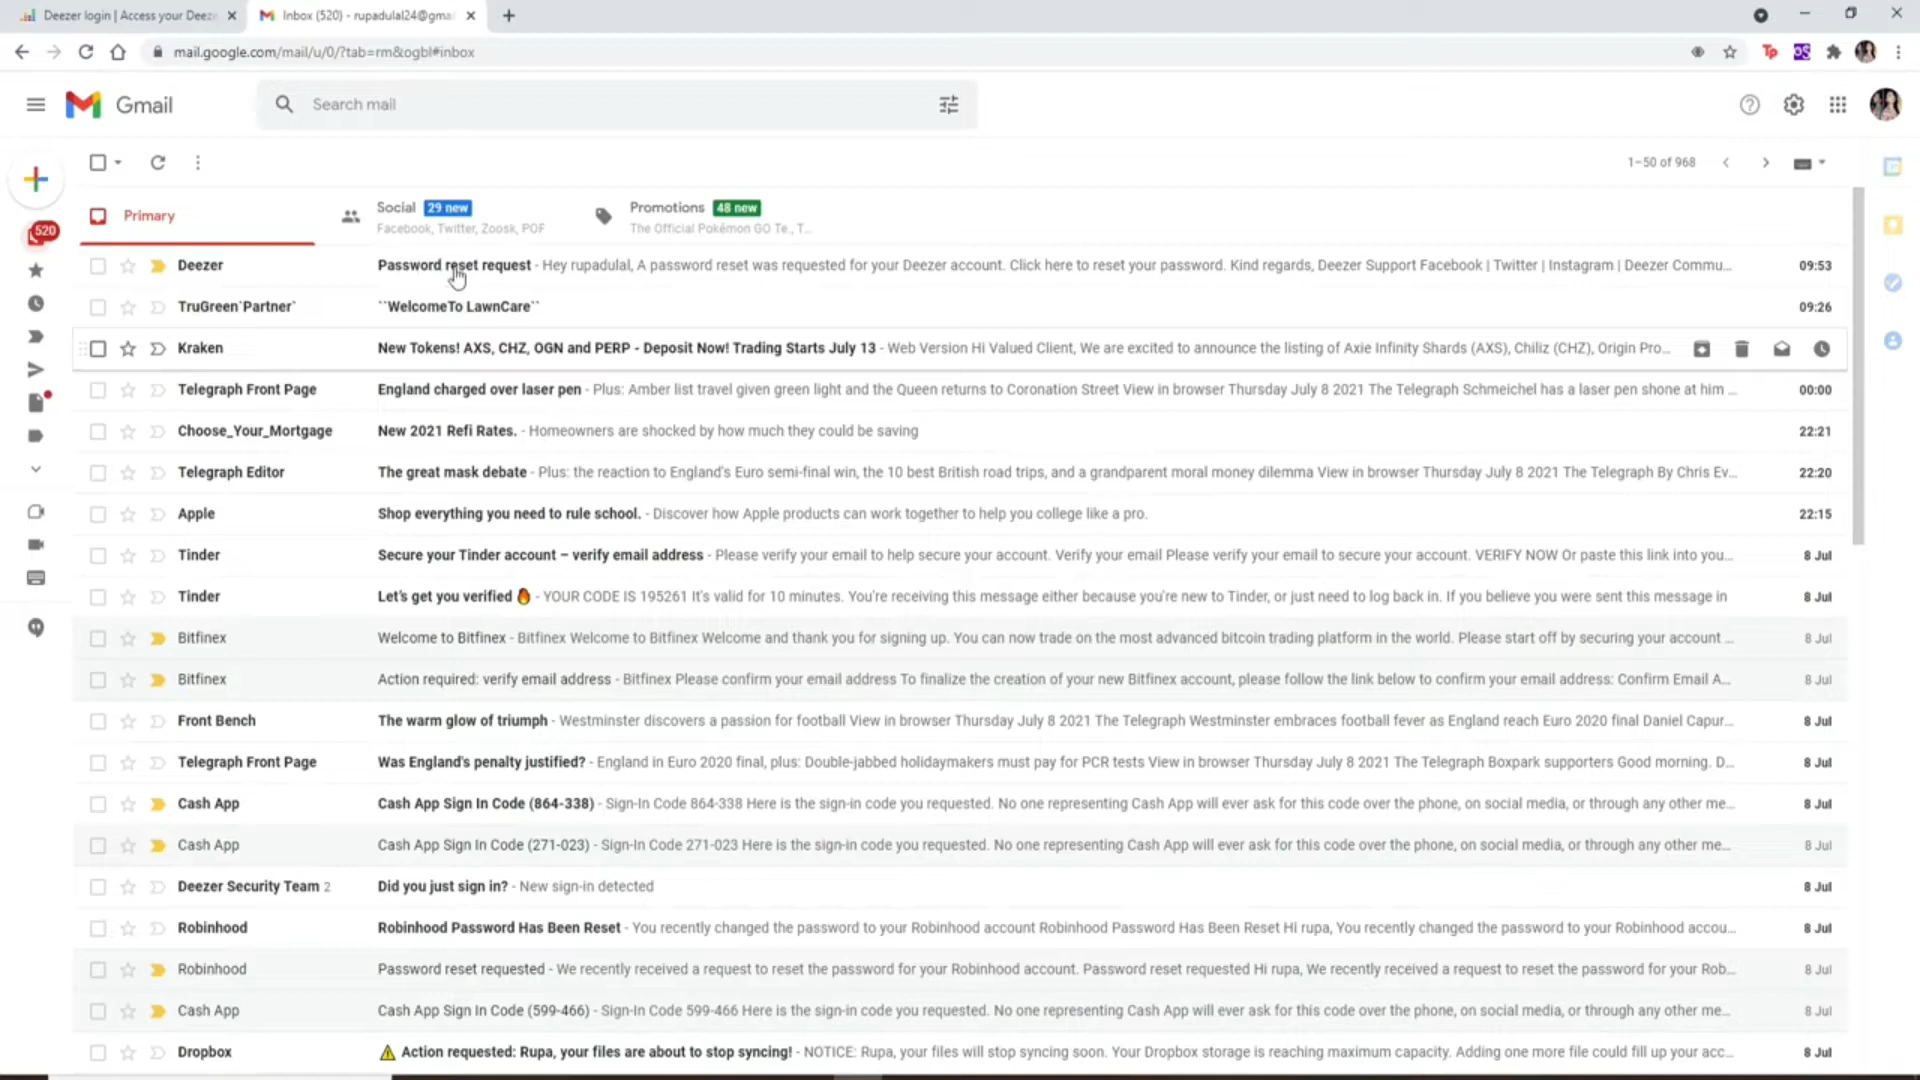 Deezer login | Access your Deeze
Inbox (520) - rupadulal24@gmai
mail.google.com/mail/u/0/?tab=rm&ogbl#inbox
Gmail
Search mail
1–50 of 968
520
Primary
Social 29 new
Facebook, Twitter, Zoosk, POF
Promotions 48 new
The Official Pokémon GO Te., T...
Deezer Password reset request - Hey rupadulal, A password reset was requested for your Deezer account. Click here to reset your password. Kind regards, Deezer Support Facebook | Twitter | Instagram | Deezer Commu... 09:53
TruGreen`Partner` ``WelcomeTo LawnCare`` 09:26
Kraken New Tokens! AXS, CHZ, OGN and PERP - Deposit Now! Trading Starts July 13 - Web Version Hi Valued Client, We are excited to announce the listing of Axie Infinity Shards (AXS), Chiliz (CHZ), Origin Pro...
Telegraph Front Page England charged over laser pen - Plus: Amber list travel given green light and the Queen returns to Coronation Street View in browser Thursday July 8 2021 The Telegraph Schmeichel has a laser pen shone at him ... 00:00
Choose_Your_Mortgage New 2021 Refi Rates. - Homeowners are shocked by how much they could be saving 22:21
Telegraph Editor The great mask debate - Plus: the reaction to England's Euro semi-final win, the 10 best British road trips, and a grandparent moral money dilemma View in browser Thursday July 8 2021 The Telegraph By Chris Ev... 22:20
Apple Shop everything you need to rule school. - Discover how Apple products can work together to help you college like a pro. 22:15
Tinder Secure your Tinder account – verify email address - Please verify your email to help secure your account. Verify your email Please verify your email to secure your account. VERIFY NOW Or paste this link into you... 8 Jul
Tinder Let's get you verified 🔥 - YOUR CODE IS 195261 It's valid for 10 minutes. You're receiving this message either because you're new to Tinder, or just need to log back in. If you believe you were sent this message in 8 Jul
Bitfinex Welcome to Bitfinex - Bitfinex Welcome to Bitfinex Welcome and thank you for signing up. You can now trade on the most advanced bitcoin trading platform in the world. Please start off by securing your account ... 8 Jul
Bitfinex Action required: verify email address - Bitfinex Please confirm your email address To finalize the creation of your new Bitfinex account, please follow the link below to confirm your email address: Confirm Email A... 8 Jul
Front Bench The warm glow of triumph - Westminster discovers a passion for football View in browser Thursday July 8 2021 The Telegraph Westminster embraces football fever as England reach Euro 2020 final Daniel Capur... 8 Jul
Telegraph Front Page Was England's penalty justified? - England in Euro 2020 final, plus: Double-jabbed holidaymakers must pay for PCR tests View in browser Thursday July 8 2021 The Telegraph Boxpark supporters Good morning. D... 8 Jul
Cash App Cash App Sign In Code (864-338) - Sign-In Code 864-338 Here is the sign-in code you requested. No one representing Cash App will ever ask for this code over the phone, on social media, or through any other me... 8 Jul
Cash App Cash App Sign In Code (271-023) - Sign-In Code 271-023 Here is the sign-in code you requested. No one representing Cash App will ever ask for this code over the phone, on social media, or through any other me... 8 Jul
Deezer Security Team 2 Did you just sign in? - New sign-in detected 8 Jul
Robinhood Robinhood Password Has Been Reset - You recently changed the password to your Robinhood account Robinhood Password Has Been Reset Hi rupa, You recently changed the password to your Robinhood accou... 8 Jul
Robinhood Password reset requested - We recently received a request to reset the password for your Robinhood account. Password reset requested Hi rupa, We recently received a request to reset the password for your Rob... 8 Jul
Cash App Cash App Sign In Code (599-466) - Sign-In Code 599-466 Here is the sign-in code you requested. No one representing Cash App will ever ask for this code over the phone, on social media, or through any other me... 8 Jul
Dropbox ⚠ Action requested: Rupa, your files are about to stop syncing! - NOTICE: Rupa, your files will stop syncing soon. Your Dropbox storage is reaching maximum capacity. Adding one more file could fill up your acc... 8 Jul